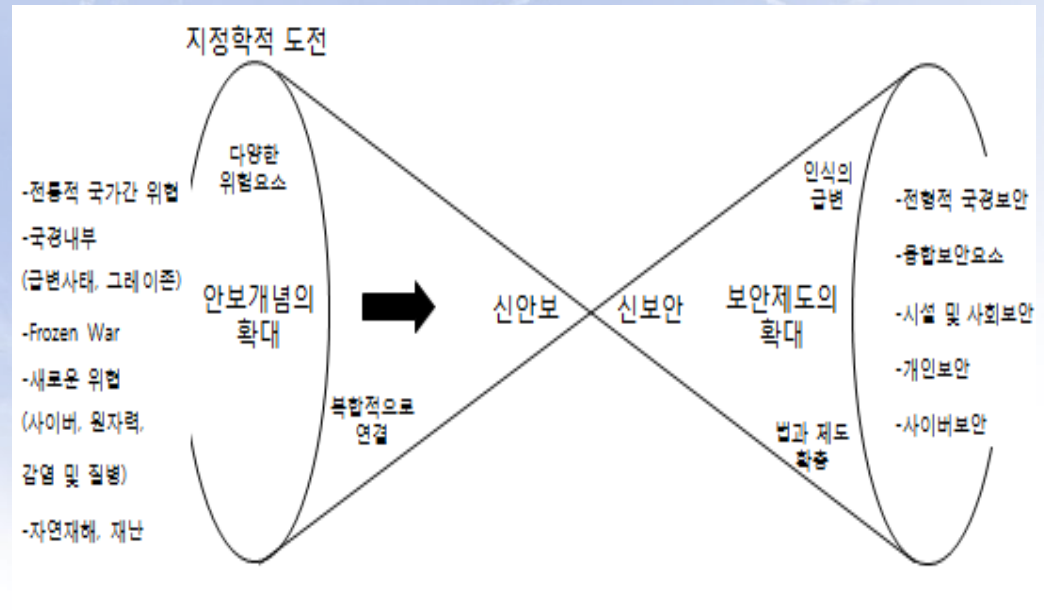 지정학적 도전
다양한
위험요소
-전통적 국가간 위협
-국경내부
(급변사태, 그레이존)
-Frozen War
-새로운 위협
(사이버, 원자력,
감염 및 질병)
-자연재해, 재난
안보개념의
확대
복합적으로
연결
신안보
신보안
인식의
급변
보안제도의
확대
법과 제도
확충
-전형적 국경보안
-융합보안요소
-시설 및 사회보안
-개인보안
-사이버보안